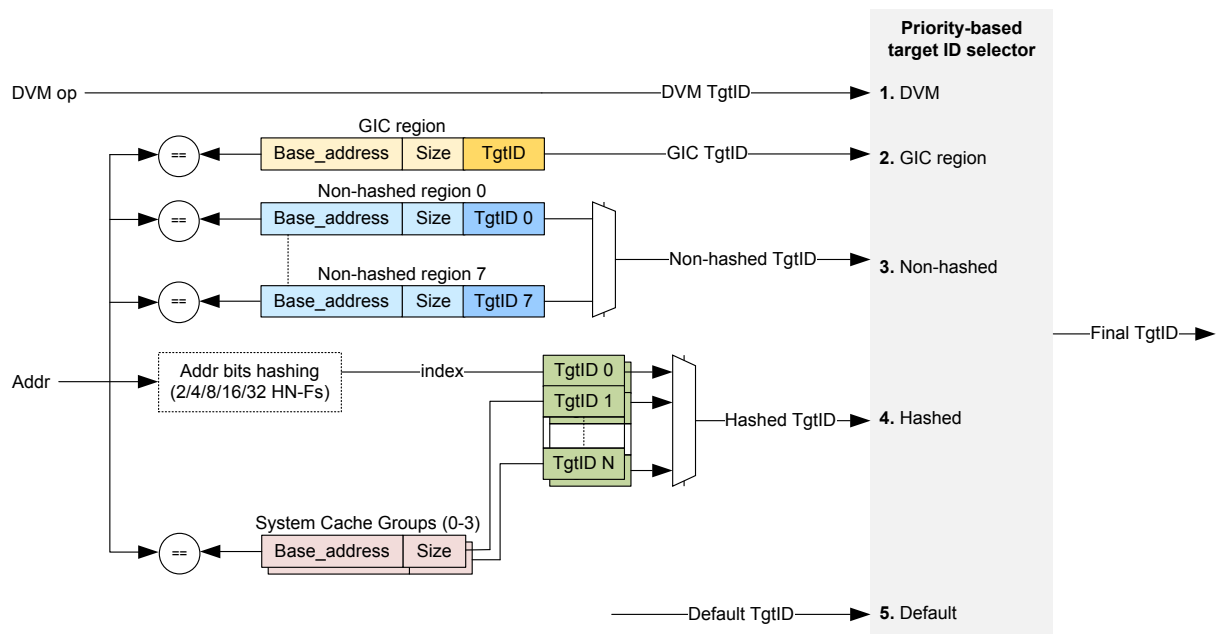 Priority-based
target ID selector
DVM op
DVM TgtID
1. DVM
GIC region
==
Base_address
Size
TgtID
GIC TgtID
2. GIC region
Non-hashed region 0
==
Base_address
Size
TgtID 0
Non-hashed TgtID
3. Non-hashed
Non-hashed region 7
==
Base_address
Size
TgtID 7
Final TgtID
Addr
Addr bits hashing
(2/4/8/16/32 HN-Fs)
index
TgtID 0
TgtID 1
TgtID N
Hashed TgtID
4. Hashed
System Cache Groups (0-3)
==
Base_address
Size
Default TgtID
5. Default